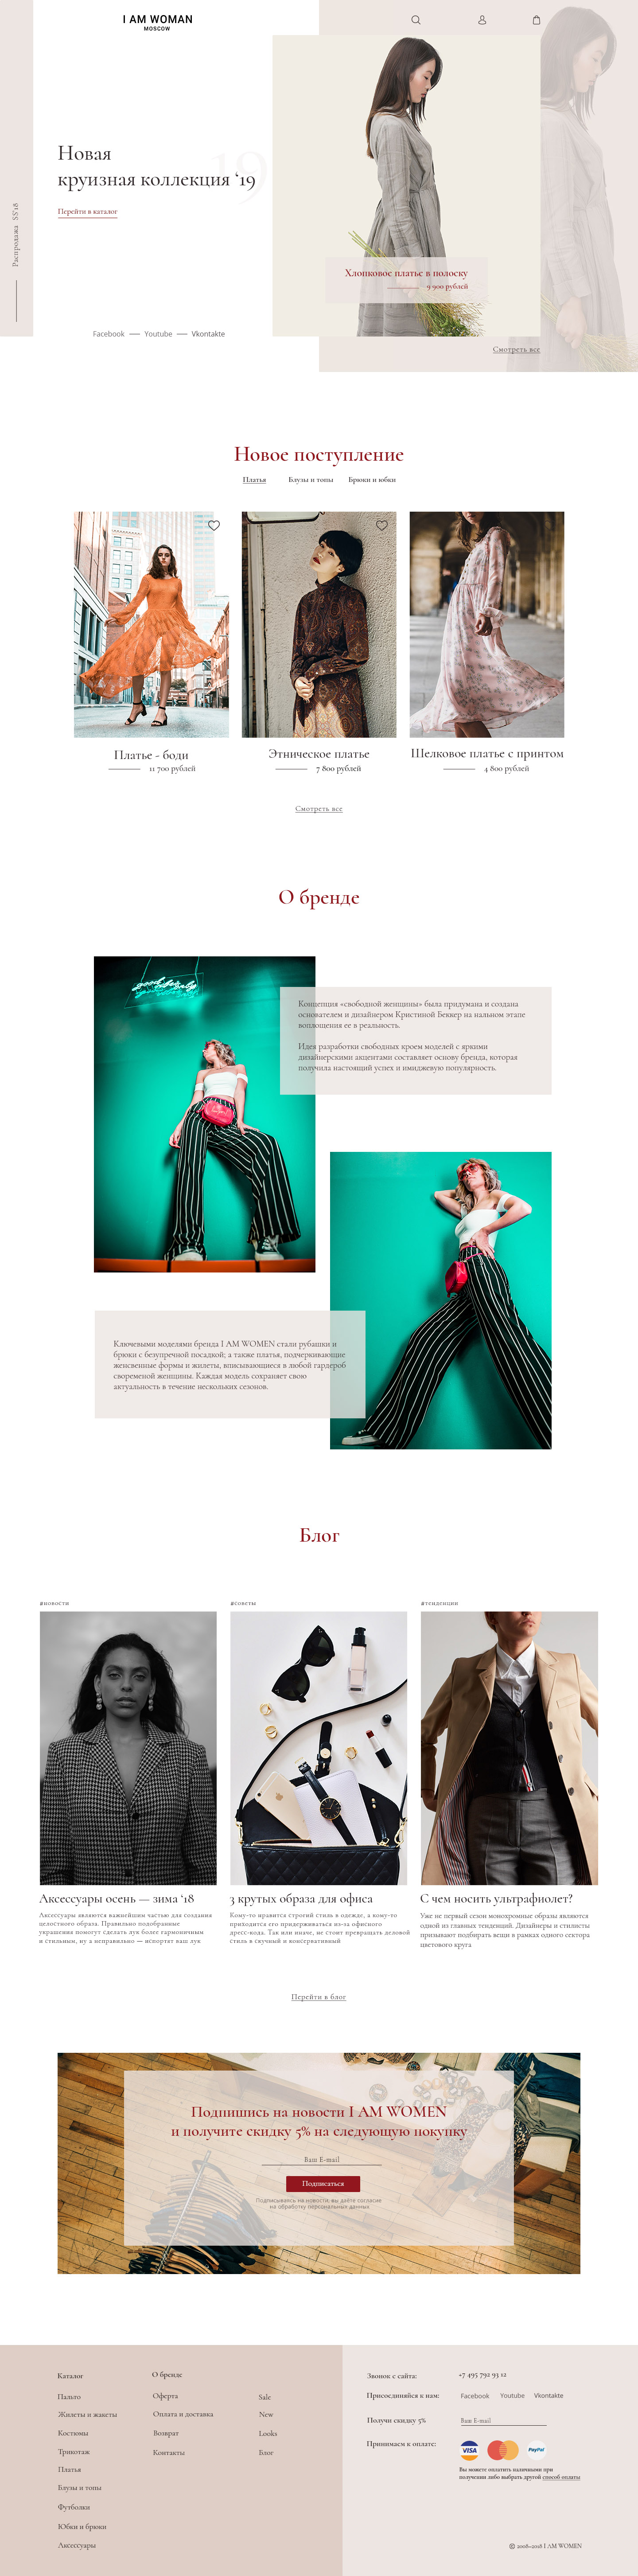 I AM WOMAN
MOSCOW
19
Новая
круизная коллекция ‘19
Перейти в каталог
Распродажа SS'18
Хлопковое платье в полоску
9 900 рублей
Facebook — Youtube — Vkontakte
Смотреть все
Новое поступление
Платья Блузы и топы Брюки и юбки
Платье - боди
11 700 рублей
Этническое платье
7 800 рублей
Шелковое платье с принтом
4 800 рублей
Смотреть все
О бренде
Концепция «свободной женщины» была придумана и создана
основателем и дизайнером Кристиной Беккер на нальном этапе
воплощения ее в реальность.
Идея разработки свободных кроем моделей с яркими
дизайнерскими акцентами составляет основу бренда, которая
получила настоящий успех и имиджевую популярность.
Ключевыми моделями бренда I AM WOMEN стали рубашки и
брюки с безупречной посадкой; а также платья, подчеркивающие
женсвенные формы и жилеты, вписывающиеся в любой гардероб
своременой женщины. Каждая модель сохраняет свою
актуальность в течение нескольких сезонов.
Блог
#новости
#советы
#тенденции
Аксессуары осень — зима ‘18
Аксессуары являются важнейшей частью для создания
целостного образа. Правильно подобранные
украшения помогут сделать лук более гармоничным
и стильным, ну а неправильно — испортят ваш лук
3 крутых образа для офиса
Кому-то нравится строгий стиль в одежде, а кому-то
приходится его придерживаться из-за офисного
дресс-кода. Так или иначе, не стоит превращать деловой
стиль в скучный и консервативный
С чем носить ультрафиолет?
Уже не первый сезон монохромные образы являются
одной из главных тенденций. Дизайнеры и стилисты
призывают подбирать вещи в рамках одного сектора
цветового круга
Перейти в блог
Подпишись на новости I AM WOMEN
и получите скидку 5% на следующую покупку
Ваш E-mail
Подписаться
Подписываясь на новости, вы даёте согласие
на обработку персональных данных
Каталог
Пальто
Жилеты и жакеты
Костюмы
Трикотаж
Платья
Блузы и топы
Футболки
Юбки и брюки
Аксессуары
О бренде
Оферта
Оплата и доставка
Возврат
Контакты
Sale
New
Looks
Блог
Звонок с сайта: +7 495 792 93 12
Присоединяйся к нам: Facebook Youtube Vkontakte
Получи скидку 5% Ваш E-mail
Принимаем к оплате: VISA PayPal
Вы можете оплатить наличными при
получении либо выбрать другой способ оплаты
© 2008-2018 I AM WOMEN